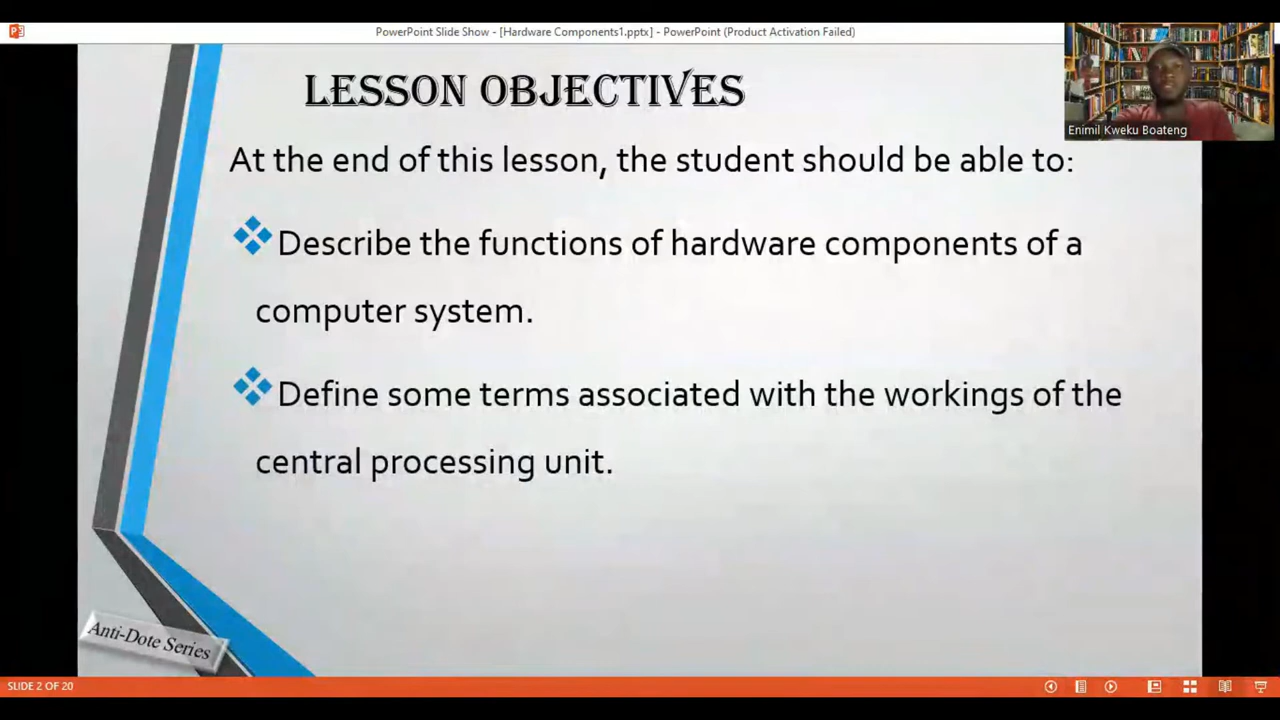 PowerPoint Slide Show - [Hardware Components1.pptx] - PowerPoint (Product Activation Failed)
LESSON OBJECTIVES
Enimil Kweku Boateng
At the end of this lesson, the student should be able to:
Describe the functions of hardware components of a
computer system.
Define some terms associated with the workings of the
central processing unit.
Anti-Dote Series
SLIDE 2 OF 20